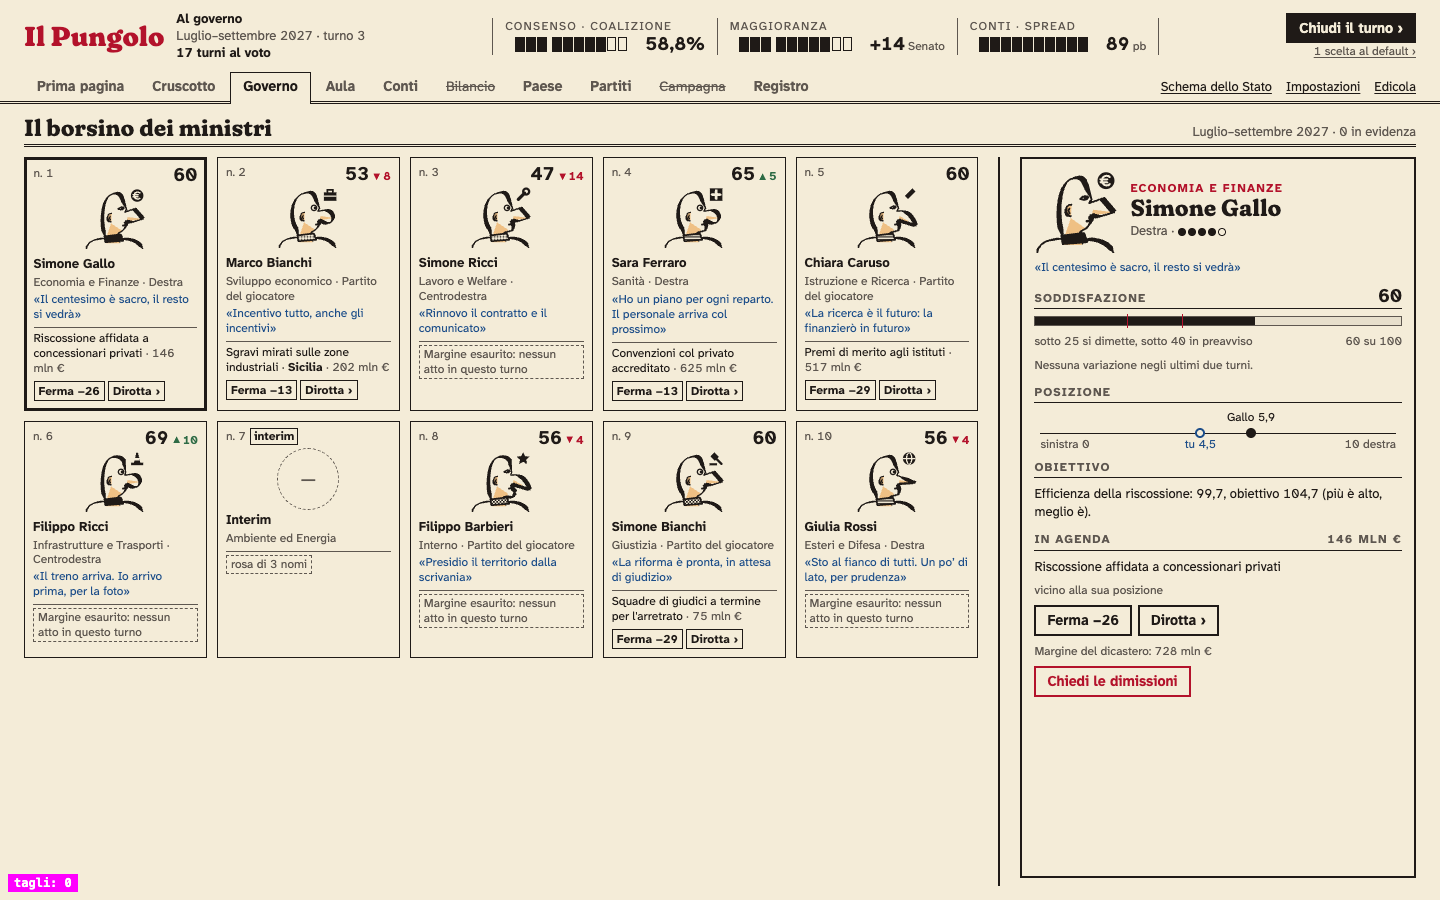 Il Pungolo
Al governo
Luglio–settembre 2027 · turno 3
17 turni al voto
CONSENSO · COALIZIONE
58,8%
MAGGIORANZA
+14 Senato
CONTI · SPREAD
89 pb
Chiudi il turno ›
1 scelta al default ›
Prima pagina
Cruscotto
Governo
Aula
Conti
Bilancio
Paese
Partiti
Campagna
Registro
Schema dello Stato
Impostazioni
Edicola
Il borsino dei ministri
Luglio–settembre 2027 · 0 in evidenza
n. 1
60
Simone Gallo
Economia e Finanze · Destra
«Il centesimo è sacro, il resto
si vedrà»
Riscossione affidata a
concessionari privati · 146
mln €
Ferma −26
Dirotta ›
n. 2
53 ▼ 8
Marco Bianchi
Sviluppo economico · Partito
del giocatore
«Incentivo tutto, anche gli
incentivi»
Sgravi mirati sulle zone
industriali · Sicilia · 202 mln €
Ferma −13
Dirotta ›
n. 3
47 ▼ 14
Simone Ricci
Lavoro e Welfare ·
Centrodestra
«Rinnovo il contratto e il
comunicato»
Margine esaurito: nessun
atto in questo turno
n. 4
65 ▲ 5
Sara Ferraro
Sanità · Destra
«Ho un piano per ogni reparto.
Il personale arriva col
prossimo»
Convenzioni col privato
accreditato · 625 mln €
Ferma −13
Dirotta ›
n. 5
60
Chiara Caruso
Istruzione e Ricerca · Partito
del giocatore
«La ricerca è il futuro: la
finanzierò in futuro»
Premi di merito agli istituti ·
517 mln €
Ferma −29
Dirotta ›
n. 6
69 ▲ 10
Filippo Ricci
Infrastrutture e Trasporti ·
Centrodestra
«Il treno arriva. Io arrivo
prima, per la foto»
Margine esaurito: nessun
atto in questo turno
n. 7 interim
—
Interim
Ambiente ed Energia
rosa di 3 nomi
n. 8
56 ▼ 4
Filippo Barbieri
Interno · Partito del giocatore
«Presidio il territorio dalla
scrivania»
Margine esaurito: nessun
atto in questo turno
n. 9
60
Simone Bianchi
Giustizia · Partito del giocatore
«La riforma è pronta, in attesa
di giudizio»
Squadre di giudici a termine
per l'arretrato · 75 mln €
Ferma −29
Dirotta ›
n. 10
56 ▼ 4
Giulia Rossi
Esteri e Difesa · Destra
«Sto al fianco di tutti. Un po' di
lato, per prudenza»
Margine esaurito: nessun
atto in questo turno
€
ECONOMIA E FINANZE
Simone Gallo
Destra ·
«Il centesimo è sacro, il resto si vedrà»
SODDISFAZIONE
60
sotto 25 si dimette, sotto 40 in preavviso
60 su 100
Nessuna variazione negli ultimi due turni.
POSIZIONE
Gallo 5,9
sinistra 0
tu 4,5
10 destra
OBIETTIVO
Efficienza della riscossione: 99,7, obiettivo 104,7 (più è alto,
meglio è).
IN AGENDA
146 MLN €
Riscossione affidata a concessionari privati
vicino alla sua posizione
Ferma −26
Dirotta ›
Margine del dicastero: 728 mln €
Chiedi le dimissioni
tagli: 0